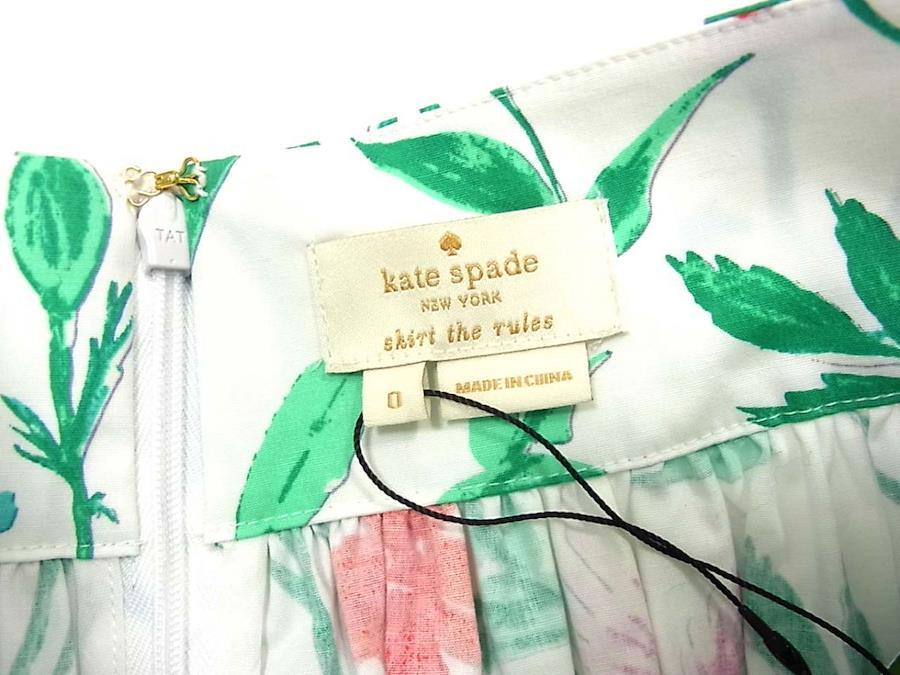 TAT
kate spade
NEW YORK
skirt the rules
0
MADE IN CHINA